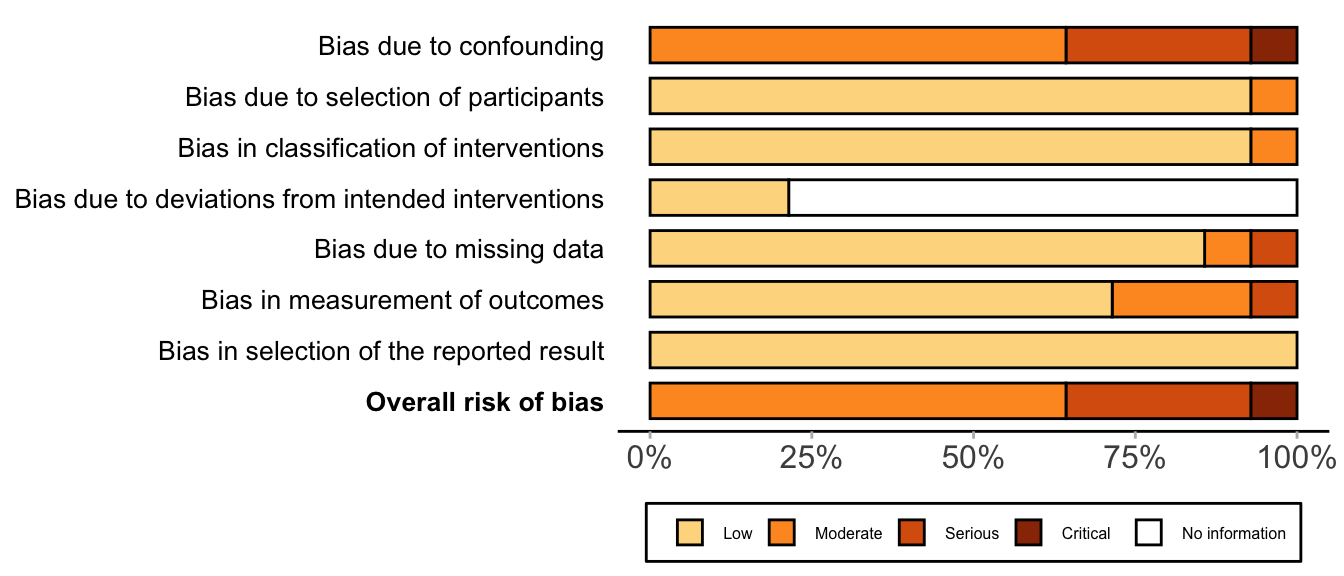 Bias due to confounding
Bias due to selection of participants
Bias in classification of interventions
Bias due to deviations from intended interventions
Bias due to missing data
Bias in measurement of outcomes
Bias in selection of the reported result
Overall risk of bias
0% 25% 50% 75% 100%
Low Moderate Serious Critical No information